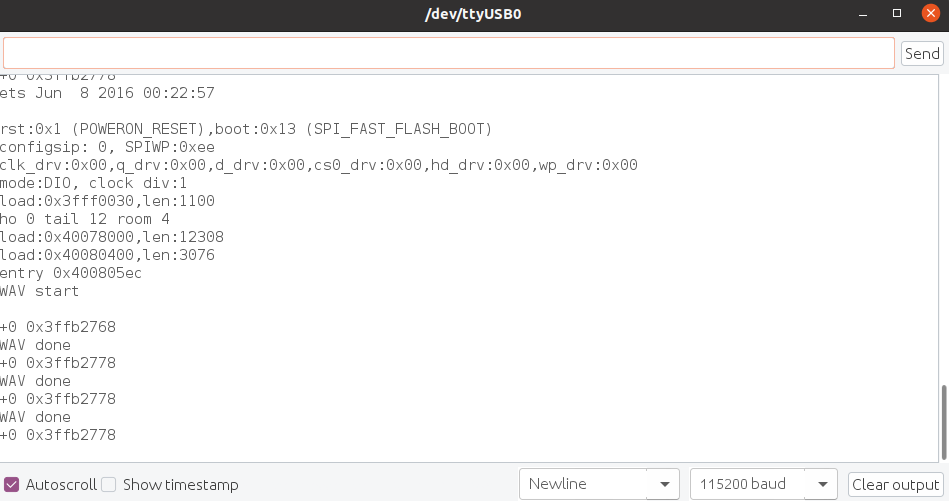 /dev/ttyUSB0
Send
+0 0x3ffb2778
ets Jun  8 2016 00:22:57
rst:0x1 (POWERON_RESET),boot:0x13 (SPI_FAST_FLASH_BOOT)
configsip: 0, SPIWP:0xee
clk_drv:0x00,q_drv:0x00,d_drv:0x00,cs0_drv:0x00,hd_drv:0x00,wp_drv:0x00
mode:DIO, clock div:1
load:0x3fff0030,len:1100
ho 0 tail 12 room 4
load:0x40078000,len:12308
load:0x40080400,len:3076
entry 0x400805ec
WAV start
+0 0x3ffb2768
WAV done
+0 0x3ffb2778
WAV done
+0 0x3ffb2778
WAV done
+0 0x3ffb2778
Autoscroll Show timestamp Newline 115200 baud Clear output